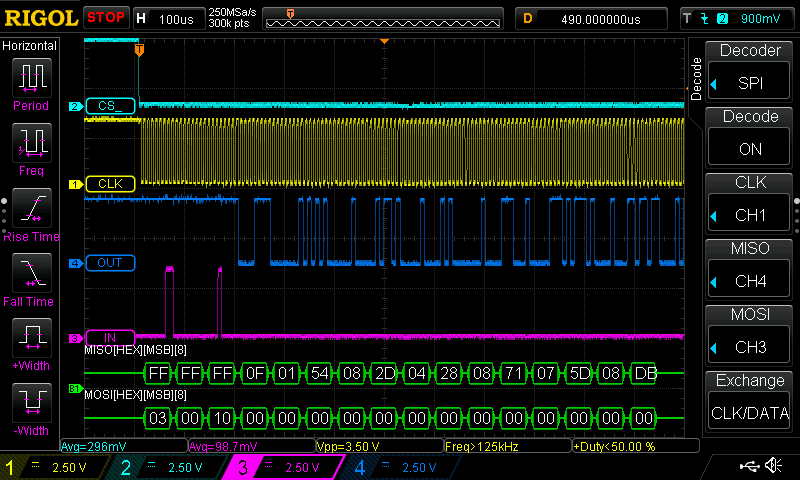 RIGOL STOP H 100us 250MSa/s 300k pts T D 490.000000us T 2 900mV
Horizontal
Period
Freq
Rise Time
Fall Time
+Width
-Width
T
2 CS_
1 CLK
4 OUT
3 IN
MISO[HEX][MSB][8]
FF FF FF 0F 01 54 08 2D 04 28 08 71 07 5D 08 DB
B1
MOSI[HEX][MSB][8]
03 00 10 00 00 00 00 00 00 00 00 00 00 00 00 00
Avg=296mV Avg=98.7mV Vpp=3.50 V Freq>125kHz +Duty<50.00 %
1 2.50 V 2 2.50 V 3 2.50 V 4 2.50 V
Decode
Decoder
SPI
Decode
ON
CLK
CH1
MISO
CH4
MOSI
CH3
Exchange
CLK/DATA